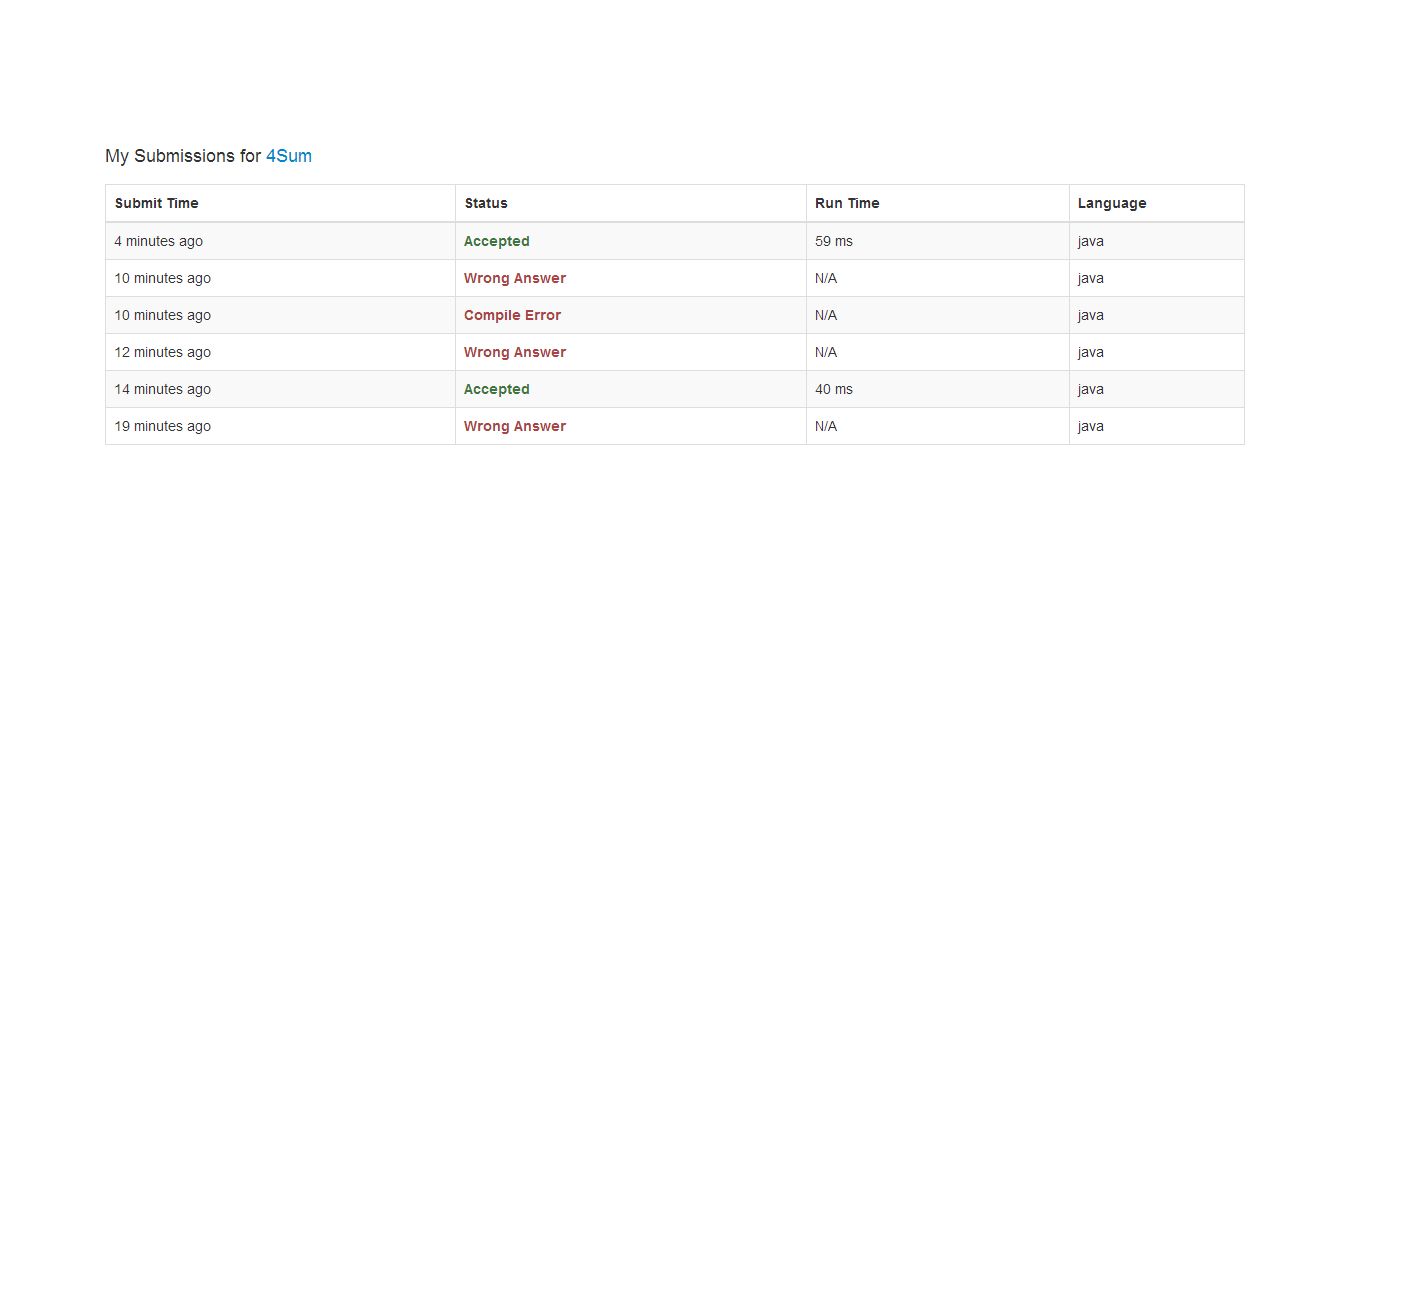 My Submissions for 4Sum
Submit Time Status Run Time Language
4 minutes ago Accepted 59 ms java
10 minutes ago Wrong Answer N/A java
10 minutes ago Compile Error N/A java
12 minutes ago Wrong Answer N/A java
14 minutes ago Accepted 40 ms java
19 minutes ago Wrong Answer N/A java